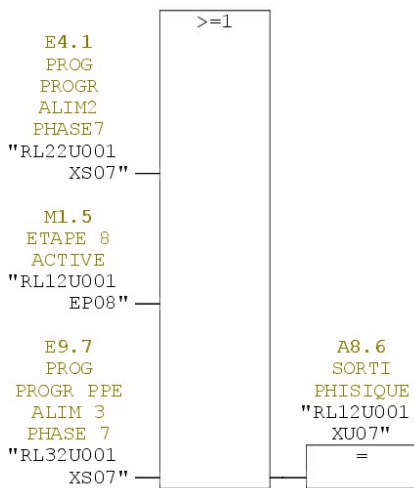 >=1
E4.1
PROG
PROGR
ALIM2
PHASE7
"RL22U001
XS07"
M1.5
ETAPE 8
ACTIVE
"RL12U001
EP08"
E9.7
PROG
PROGR PPE
ALIM 3
PHASE 7
"RL32U001
XS07"
A8.6
SORTI
PHISIQUE
"RL12U001
XU07"
=